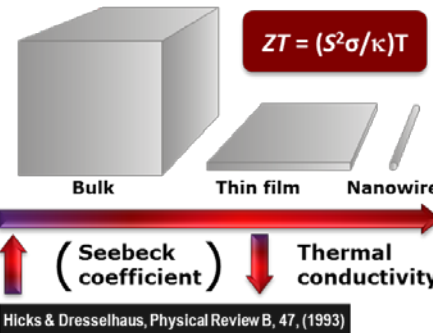 ZT = (S²σ/κ)T
Bulk
Thin film
Nanowire
(Seebeck coefficient)
Thermal conductivity
Hicks & Dresselhaus, Physical Review B, 47, (1993)